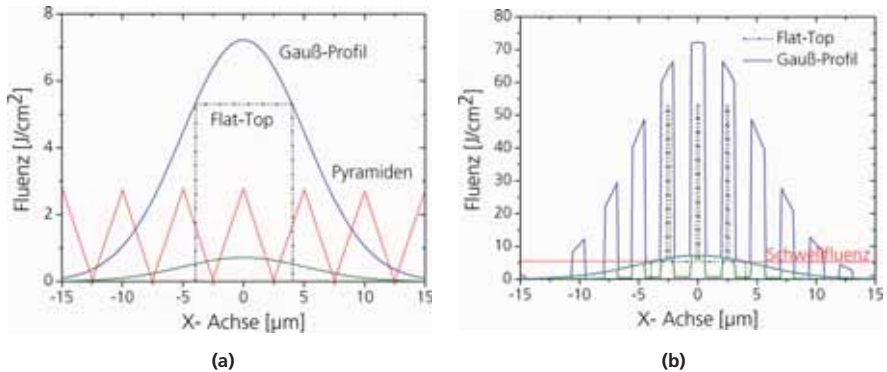 8
6
4
2
0
Fluenz [J/cm²]
Gauß-Profil
Flat-Top
Pyramiden
-15
-10
-5
0
5
10
15
X- Achse [µm]
(a)
80
70
60
50
40
30
20
10
0
Fluenz [J/cm²]
Flat-Top
Gauß-Profil
Schwellfluenz
-15
-10
-5
0
5
10
15
X- Achse [µm]
(b)